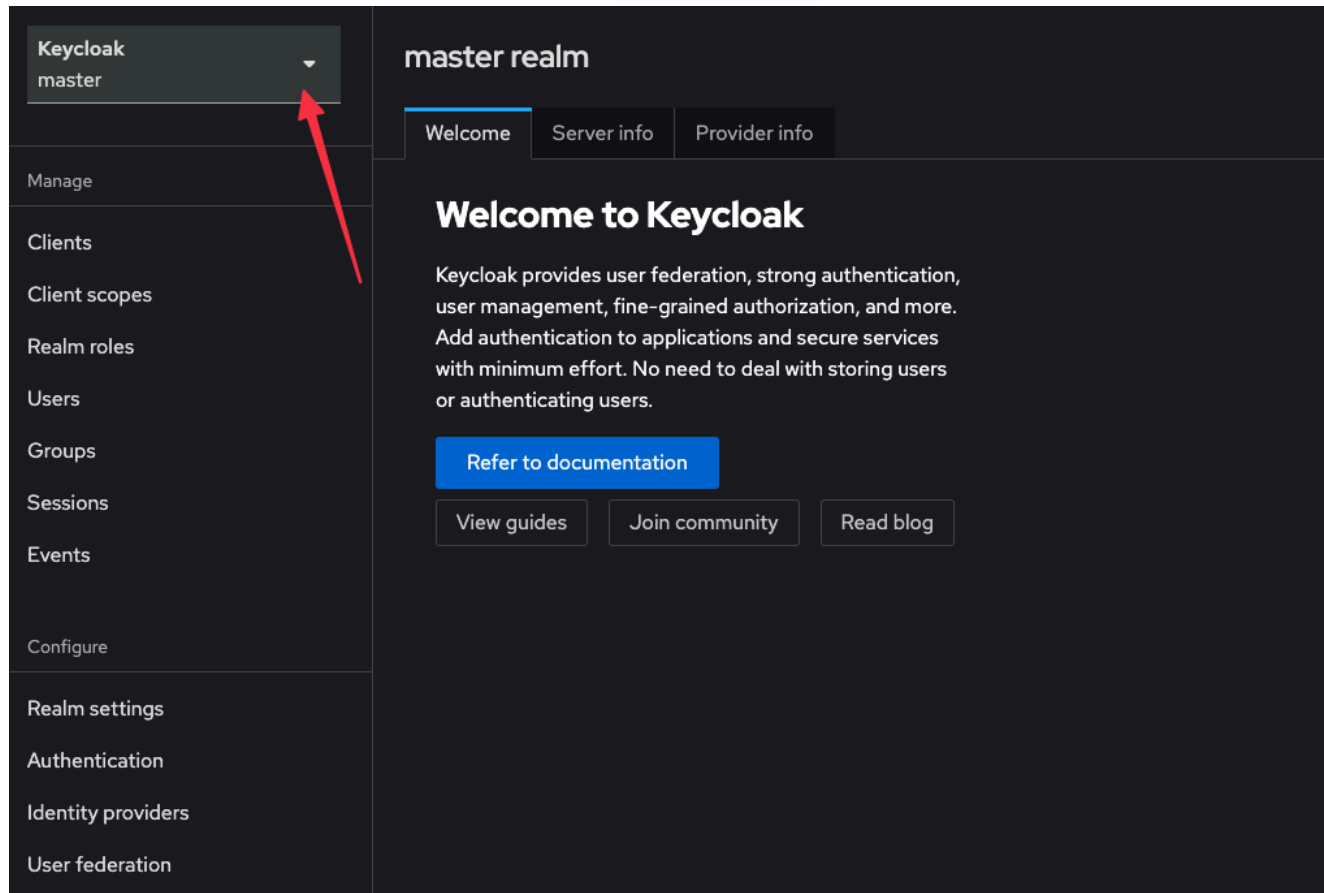 Keycloak
master
Manage
Clients
Client scopes
Realm roles
Users
Groups
Sessions
Events
Configure
Realm settings
Authentication
Identity providers
User federation
master realm
Welcome
Server info
Provider info
Welcome to Keycloak
Keycloak provides user federation, strong authentication,
user management, fine-grained authorization, and more.
Add authentication to applications and secure services
with minimum effort. No need to deal with storing users
or authenticating users.
Refer to documentation
View guides
Join community
Read blog